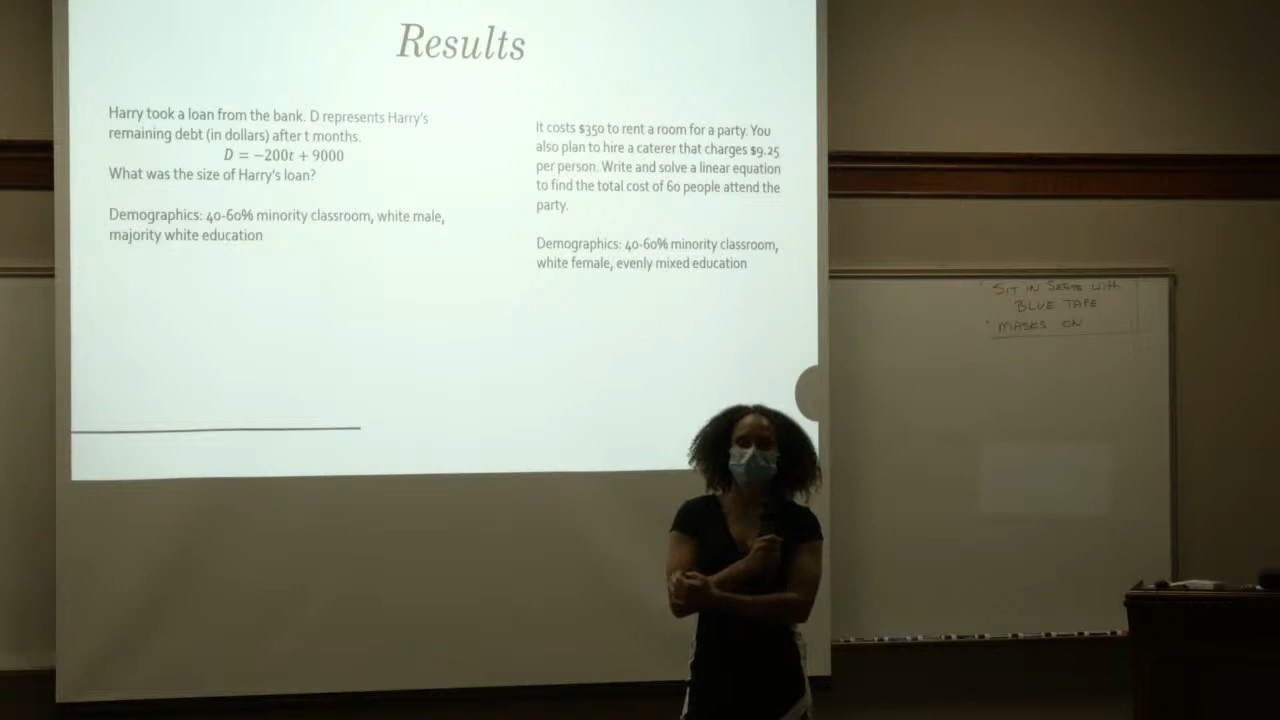 Results
Harry took a loan from the bank. D represents Harry's
remaining debt (in dollars) after t months.
D = −200t + 9000
What was the size of Harry's loan?
Demographics: 40-60% minority classroom, white male,
majority white education
It costs $350 to rent a room for a party. You
also plan to hire a caterer that charges $9.25
per person. Write and solve a linear equation
to find the total cost of 60 people attend the
party.
Demographics: 40-60% minority classroom,
white female, evenly mixed education
• SIT IN SEATS with
BLUE TAPE
• MASKS ON